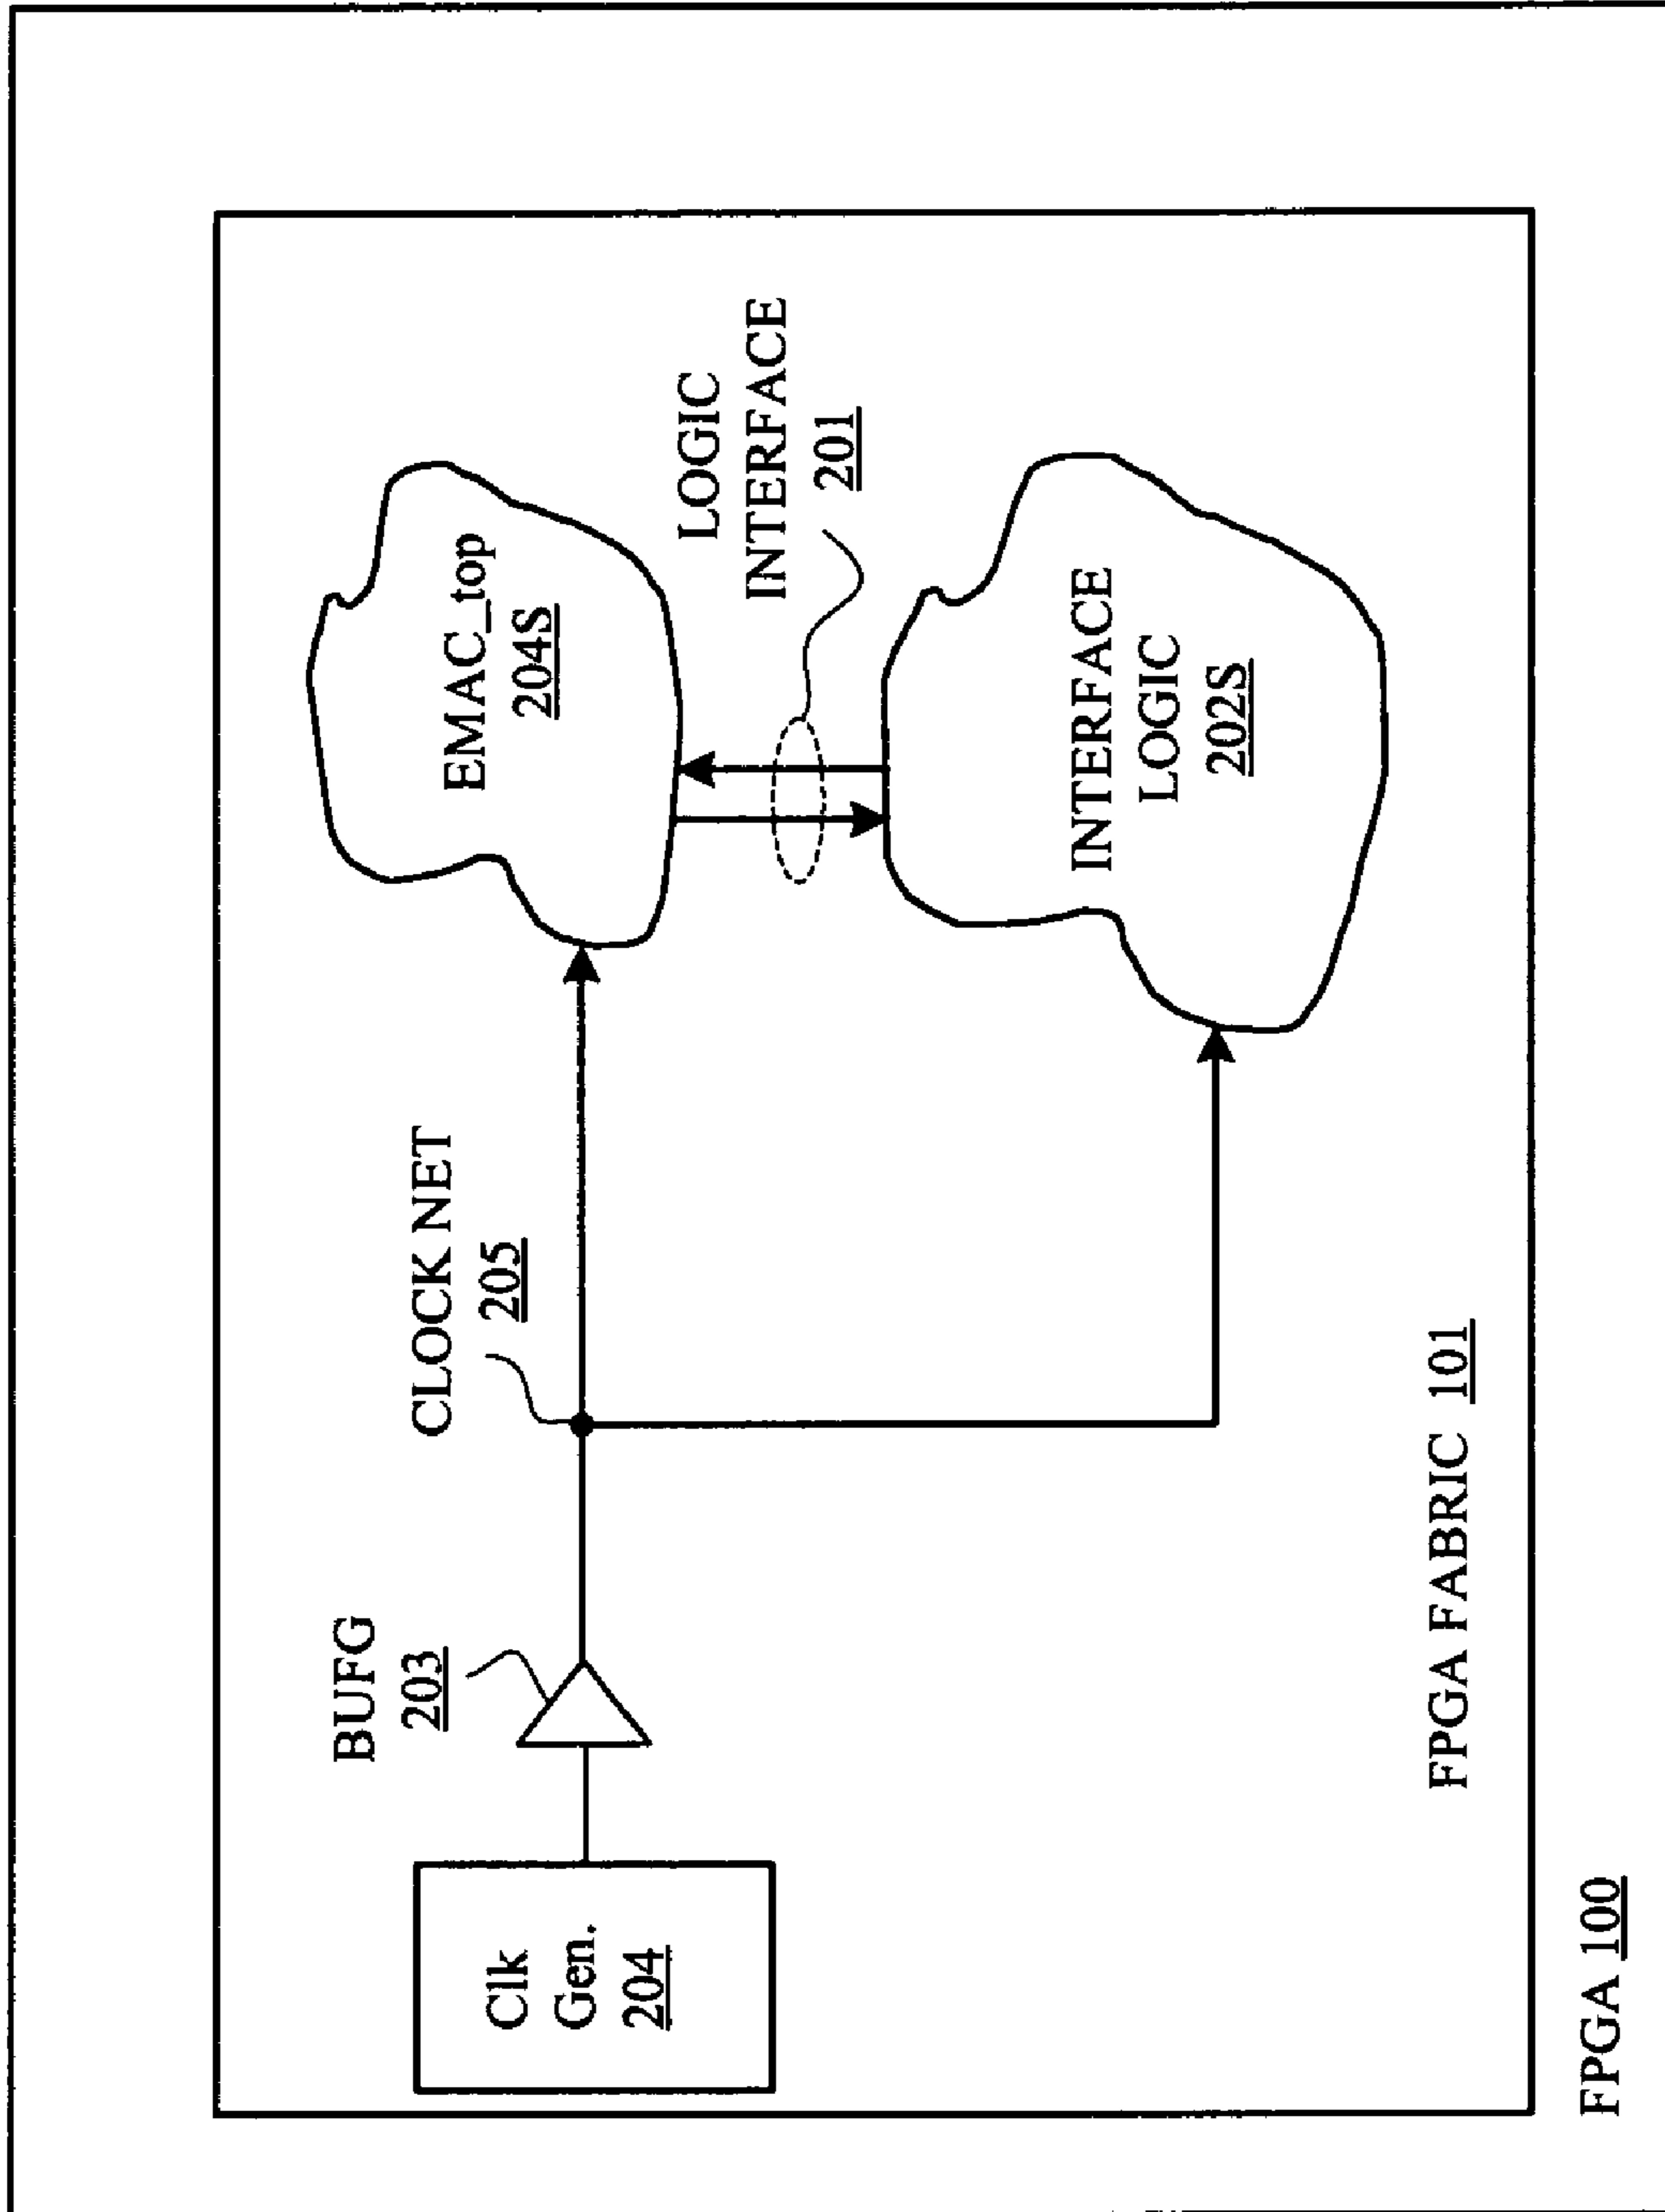 BUFG
203
CLOCK NET
205
Clk
Gen.
204
EMAC_top
204S
LOGIC
INTERFACE
201
INTERFACE
LOGIC
202S
FPGA FABRIC 101
FPGA 100